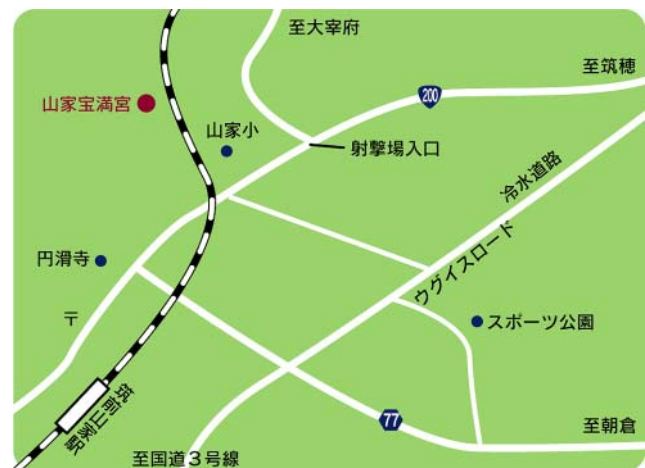 至大宰府
至筑穂
200
山家宝満宮
山家小
射撃場入口
冷水道路
ウグイスロード
円滑寺
スポーツ公園
〒
筑前山家駅
77
至朝倉
至国道3号線